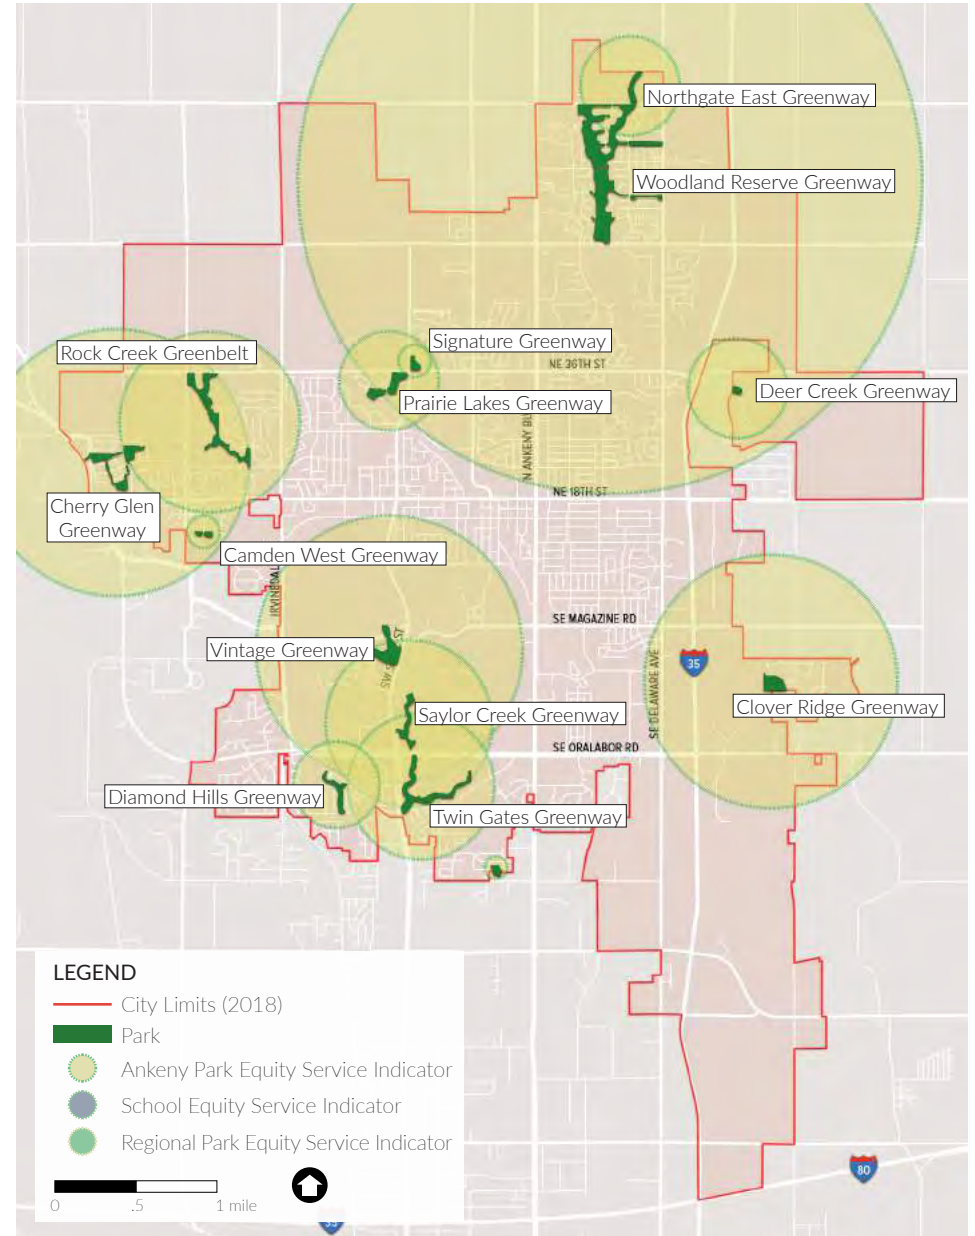 Northgate East Greenway
Woodland Reserve Greenway
Signature Greenway
Rock Creek Greenbelt
NE 36TH ST
Deer Creek Greenway
Prairie Lakes Greenway
N ANKENY BL
NE 18TH ST
Cherry Glen
Greenway
Camden West Greenway
IRVINEDAL
SE MAGAZINE RD
Vintage Greenway
SW S
ST
35
SE DELAWARE AVE
Clover Ridge Greenway
Saylor Creek Greenway
SE ORALABOR RD
Diamond Hills Greenway
Twin Gates Greenway
LEGEND
City Limits (2018)
Park
Ankeny Park Equity Service Indicator
School Equity Service Indicator
Regional Park Equity Service Indicator
80
0 .5 1 mile
35